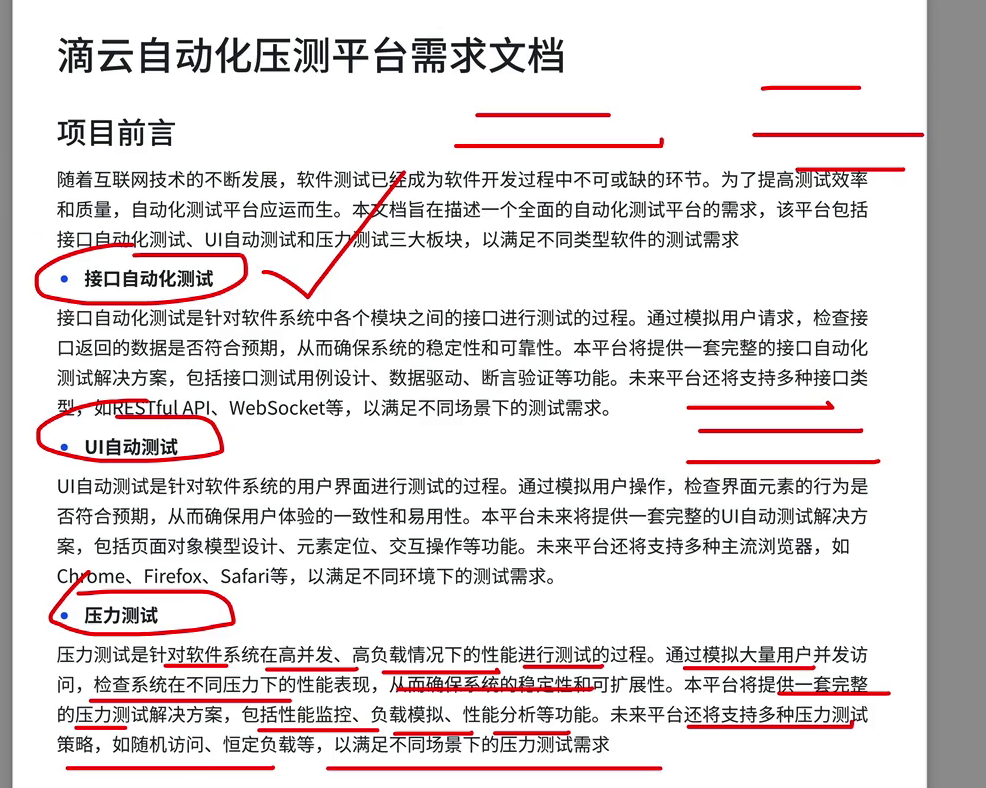 滴云自动化压测平台需求文档
项目前言
随着互联网技术的不断发展，软件测试已经成为软件开发过程中不可或缺的环节。为了提高测试效率
和质量，自动化测试平台应运而生。本文档旨在描述一个全面的自动化测试平台的需求，该平台包括
接口自动化测试、UI自动测试和压力测试三大板块，以满足不同类型软件的测试需求
• 接口自动化测试
接口自动化测试是针对软件系统中各个模块之间的接口进行测试的过程。通过模拟用户请求，检查接
口返回的数据是否符合预期，从而确保系统的稳定性和可靠性。本平台将提供一套完整的接口自动化
测试解决方案，包括接口测试用例设计、数据驱动、断言验证等功能。未来平台还将支持多种接口类
型，如RESTful API、WebSocket等，以满足不同场景下的测试需求。
• UI自动测试
UI自动测试是针对软件系统的用户界面进行测试的过程。通过模拟用户操作，检查界面元素的行为是
否符合预期，从而确保用户体验的一致性和易用性。本平台未来将提供一套完整的UI自动测试解决方
案，包括页面对象模型设计、元素定位、交互操作等功能。未来平台还将支持多种主流浏览器，如
Chrome、Firefox、Safari等，以满足不同环境下的测试需求。
• 压力测试
压力测试是针对软件系统在高并发、高负载情况下的性能进行测试的过程。通过模拟大量用户并发访
问，检查系统在不同压力下的性能表现，从而确保系统的稳定性和可扩展性。本平台将提供一套完整
的压力测试解决方案，包括性能监控、负载模拟、性能分析等功能。未来平台还将支持多种压力测试
策略，如随机访问、恒定负载等，以满足不同场景下的压力测试需求